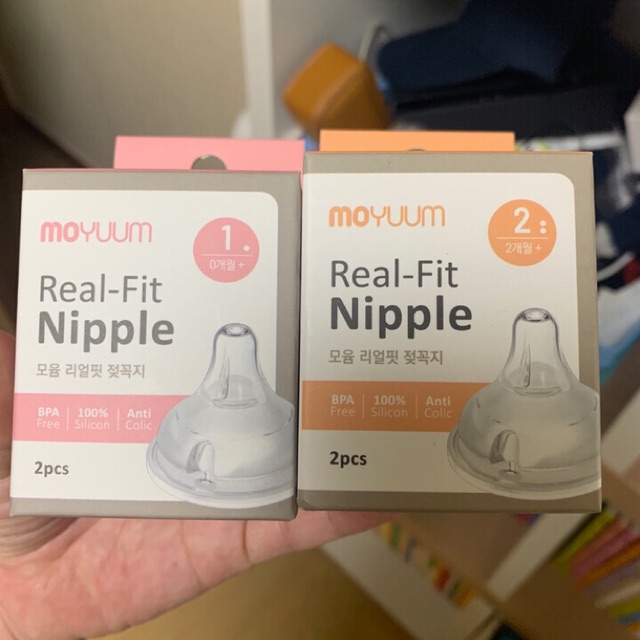 moyuum
1
0개월 +
Real-Fit
Nipple
모윰 리얼핏 젖꼭지
BPA Free
100% Silicon
Anti Colic
2pcs
moyuum
2
2개월 +
Real-Fit
Nipple
모윰 리얼핏 젖꼭지
BPA Free
100% Silicon
Anti Colic
2pcs